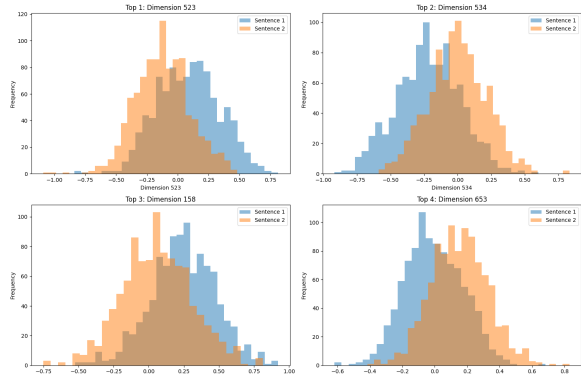 Top 1: Dimension 523
Sentence 1
Sentence 2
Frequency
120
100
80
60
40
20
0
-1.00 -0.75 -0.50 -0.25 0.00 0.25 0.50 0.75
Dimension 523
Top 2: Dimension 534
Sentence 1
Sentence 2
Frequency
100
80
60
40
20
0
-1.00 -0.75 -0.50 -0.25 0.00 0.25 0.50 0.75
Dimension 534
Top 3: Dimension 158
Sentence 1
Sentence 2
Frequency
100
80
60
40
20
0
-0.75 -0.50 -0.25 0.00 0.25 0.50 0.75 1.00
Top 4: Dimension 653
Sentence 1
Sentence 2
Frequency
100
80
60
40
20
0
-0.6 -0.4 -0.2 0.0 0.2 0.4 0.6 0.8